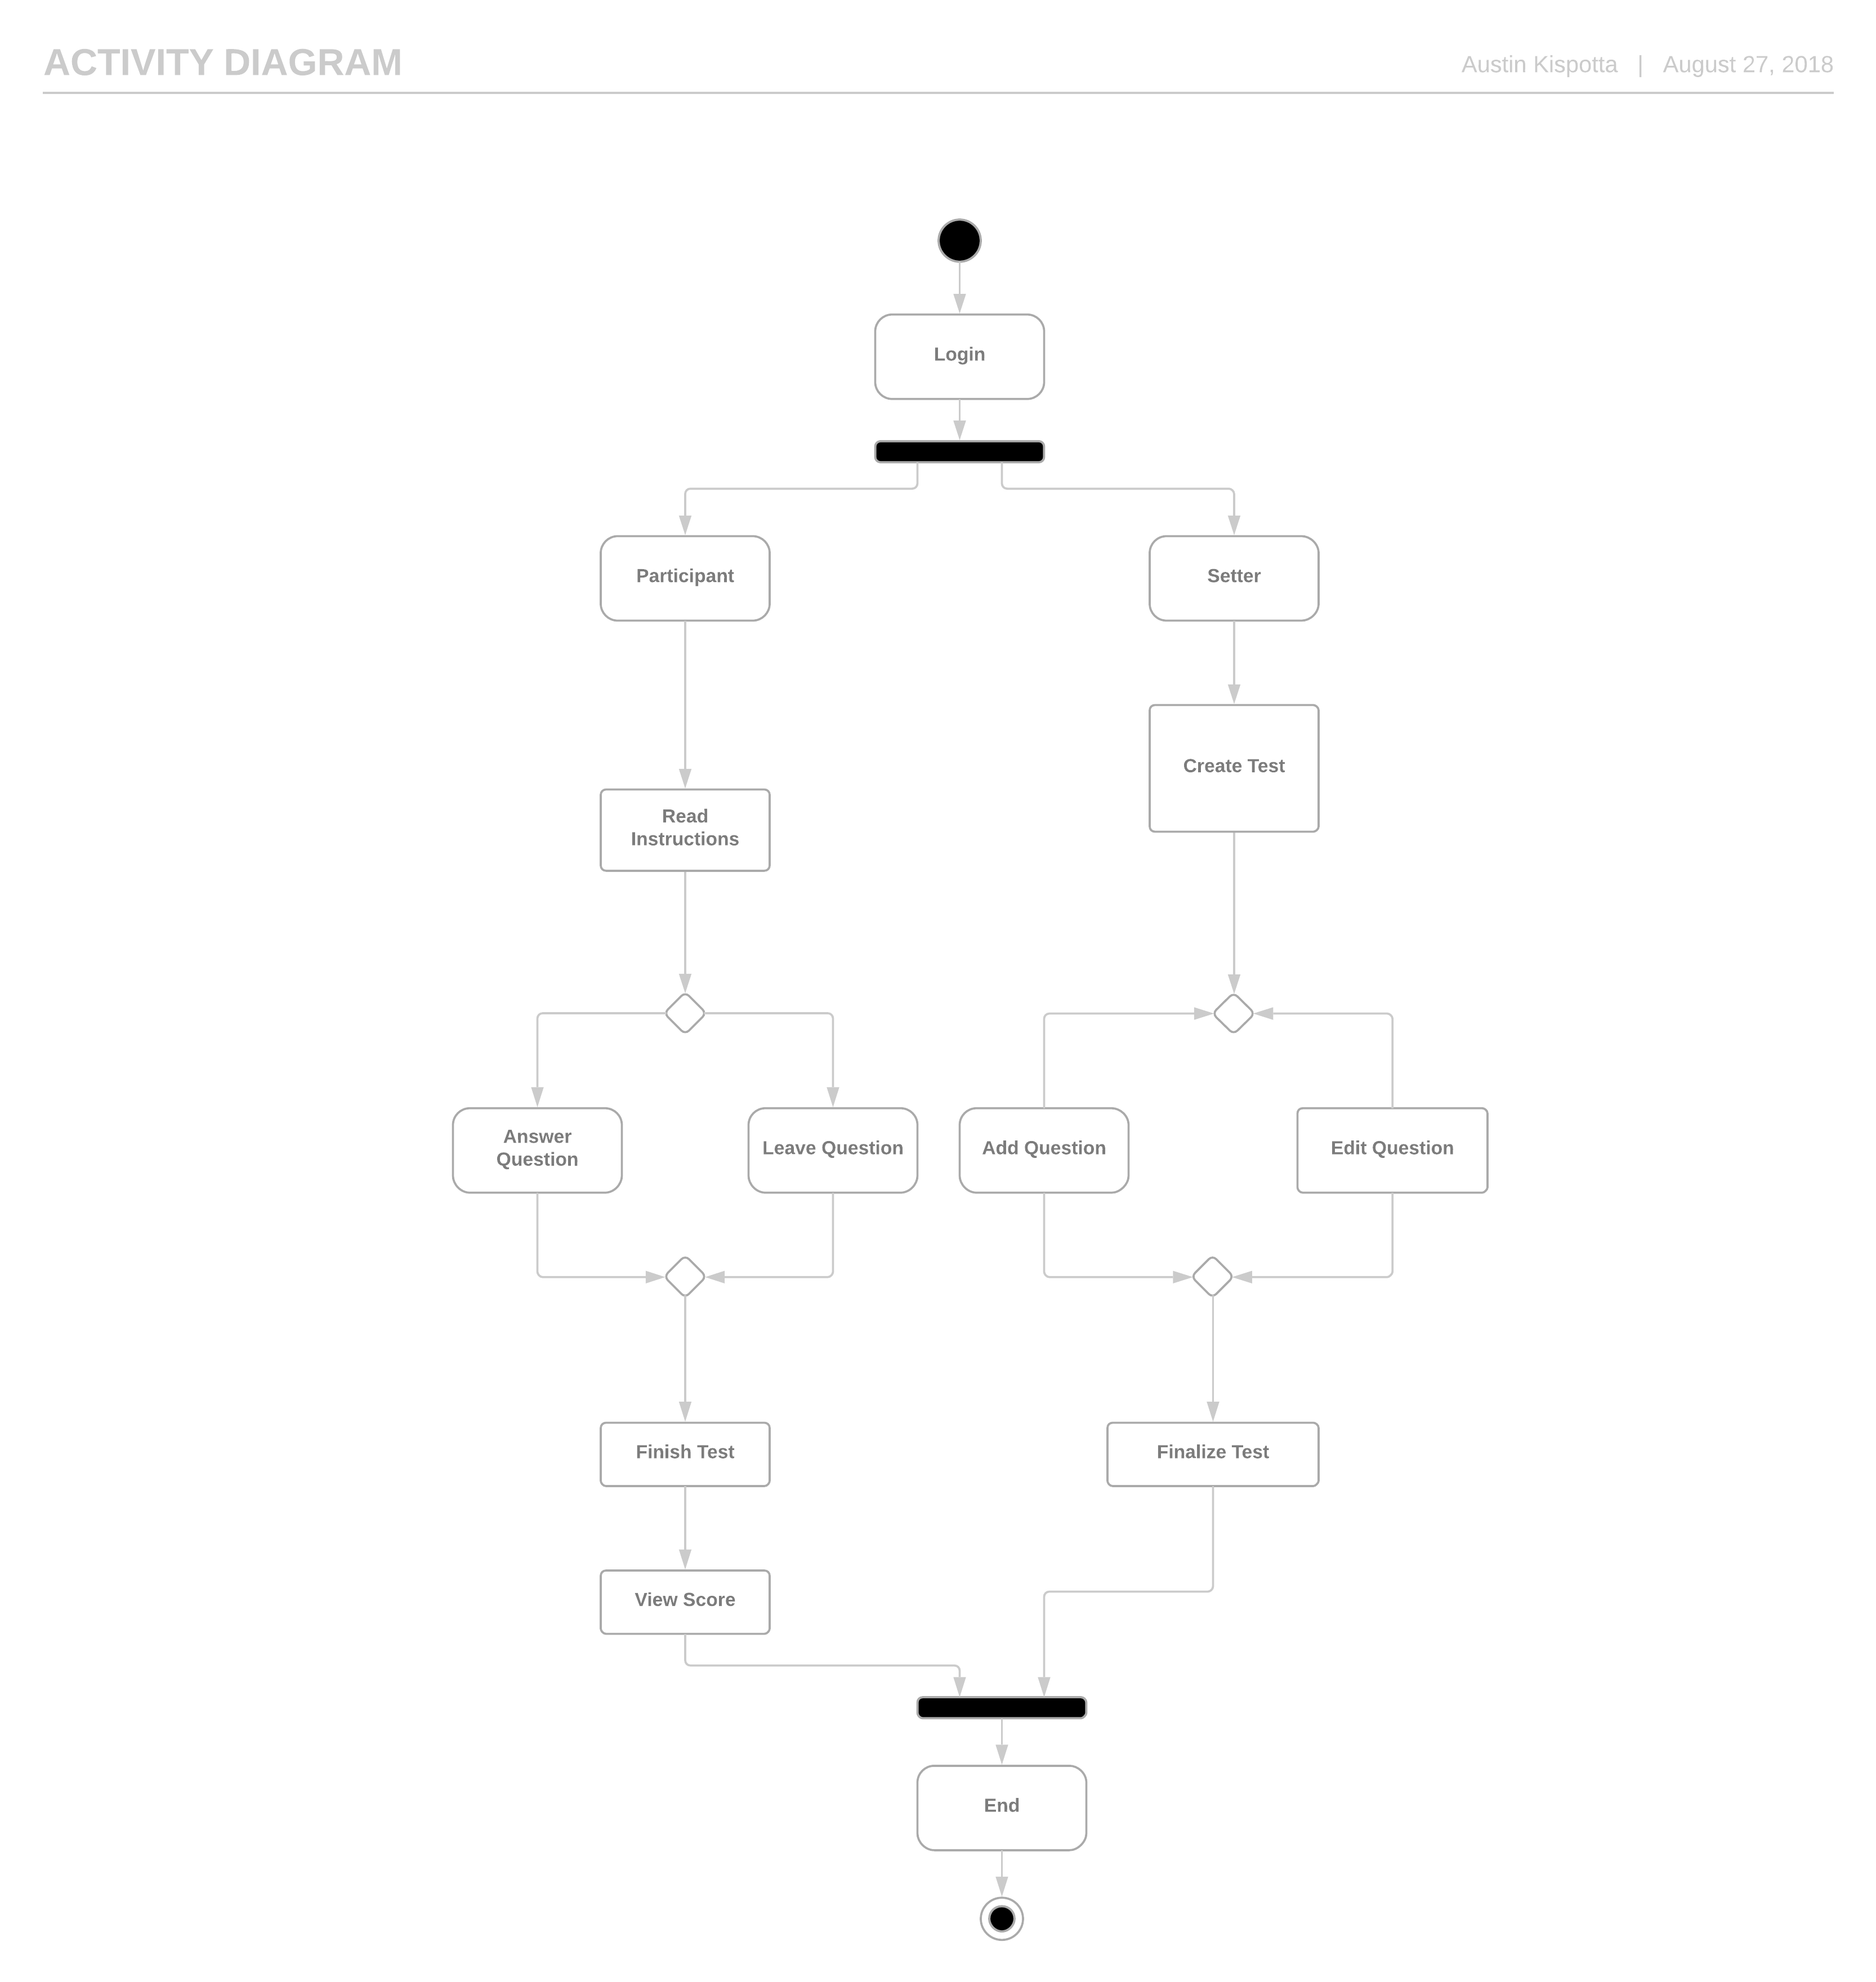 ACTIVITY DIAGRAM
Austin Kispotta | August 27, 2018
Login
Participant
Setter
Create Test
Read
Instructions
Answer
Question
Leave Question
Add Question
Edit Question
Finish Test
Finalize Test
View Score
End